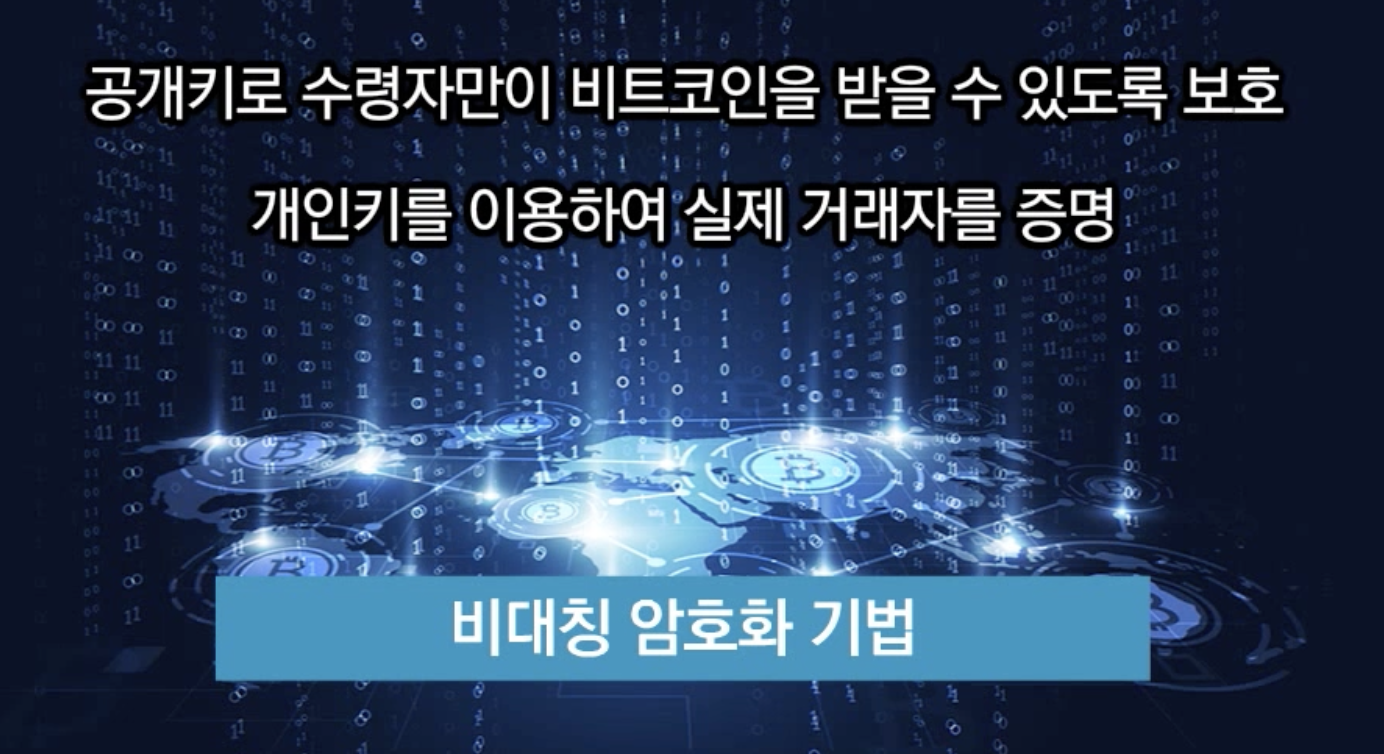 공개키로 수령자만이 비트코인을 받을 수 있도록 보호
개인키를 이용하여 실제 거래자를 증명
비대칭 암호화 기법